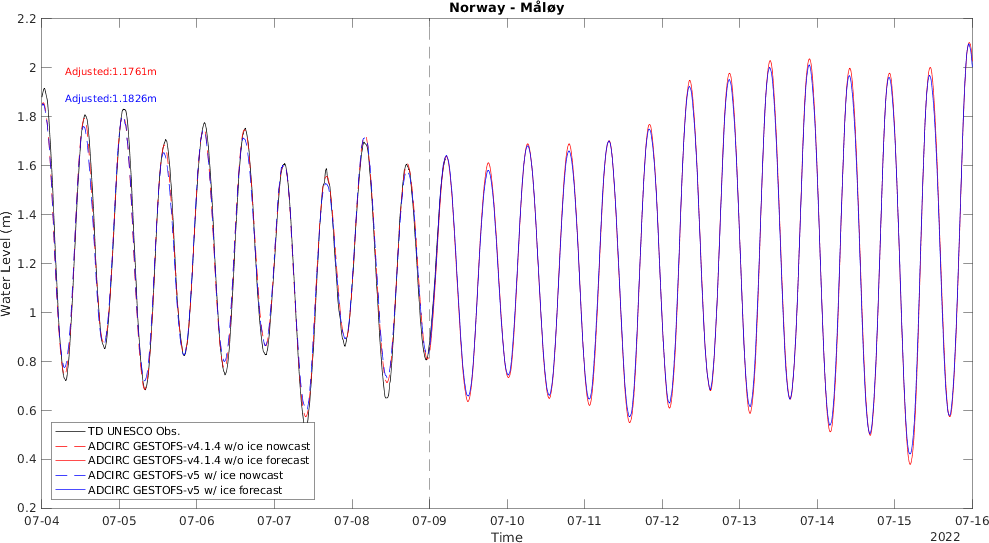 Norway - Måløy
2.2
2
1.8
1.6
1.4
1.2
1
0.8
0.6
0.4
0.2
Water Level (m)
Adjusted:1.1761m
Adjusted:1.1826m
TD UNESCO Obs.
ADCIRC GESTOFS-v4.1.4 w/o ice nowcast
ADCIRC GESTOFS-v4.1.4 w/o ice forecast
ADCIRC GESTOFS-v5 w/ ice nowcast
ADCIRC GESTOFS-v5 w/ ice forecast
07-04 07-05 07-06 07-07 07-08 07-09 07-10 07-11 07-12 07-13 07-14 07-15 07-16
Time
2022